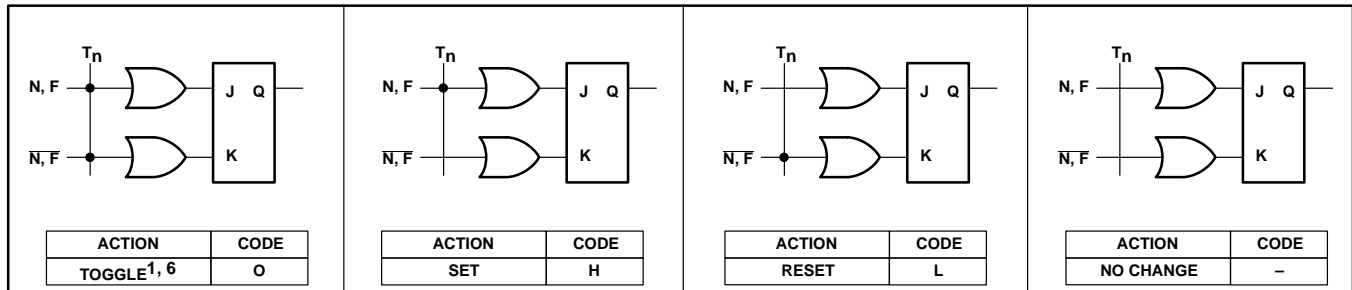 Tn
N, F
J Q
N, F
K
ACTION CODE
TOGGLE1, 6 O
Tn
N, F
J Q
N, F
K
ACTION CODE
SET H
Tn
N, F
J Q
N, F
K
ACTION CODE
RESET L
Tn
N, F
J Q
N, F
K
ACTION CODE
NO CHANGE –